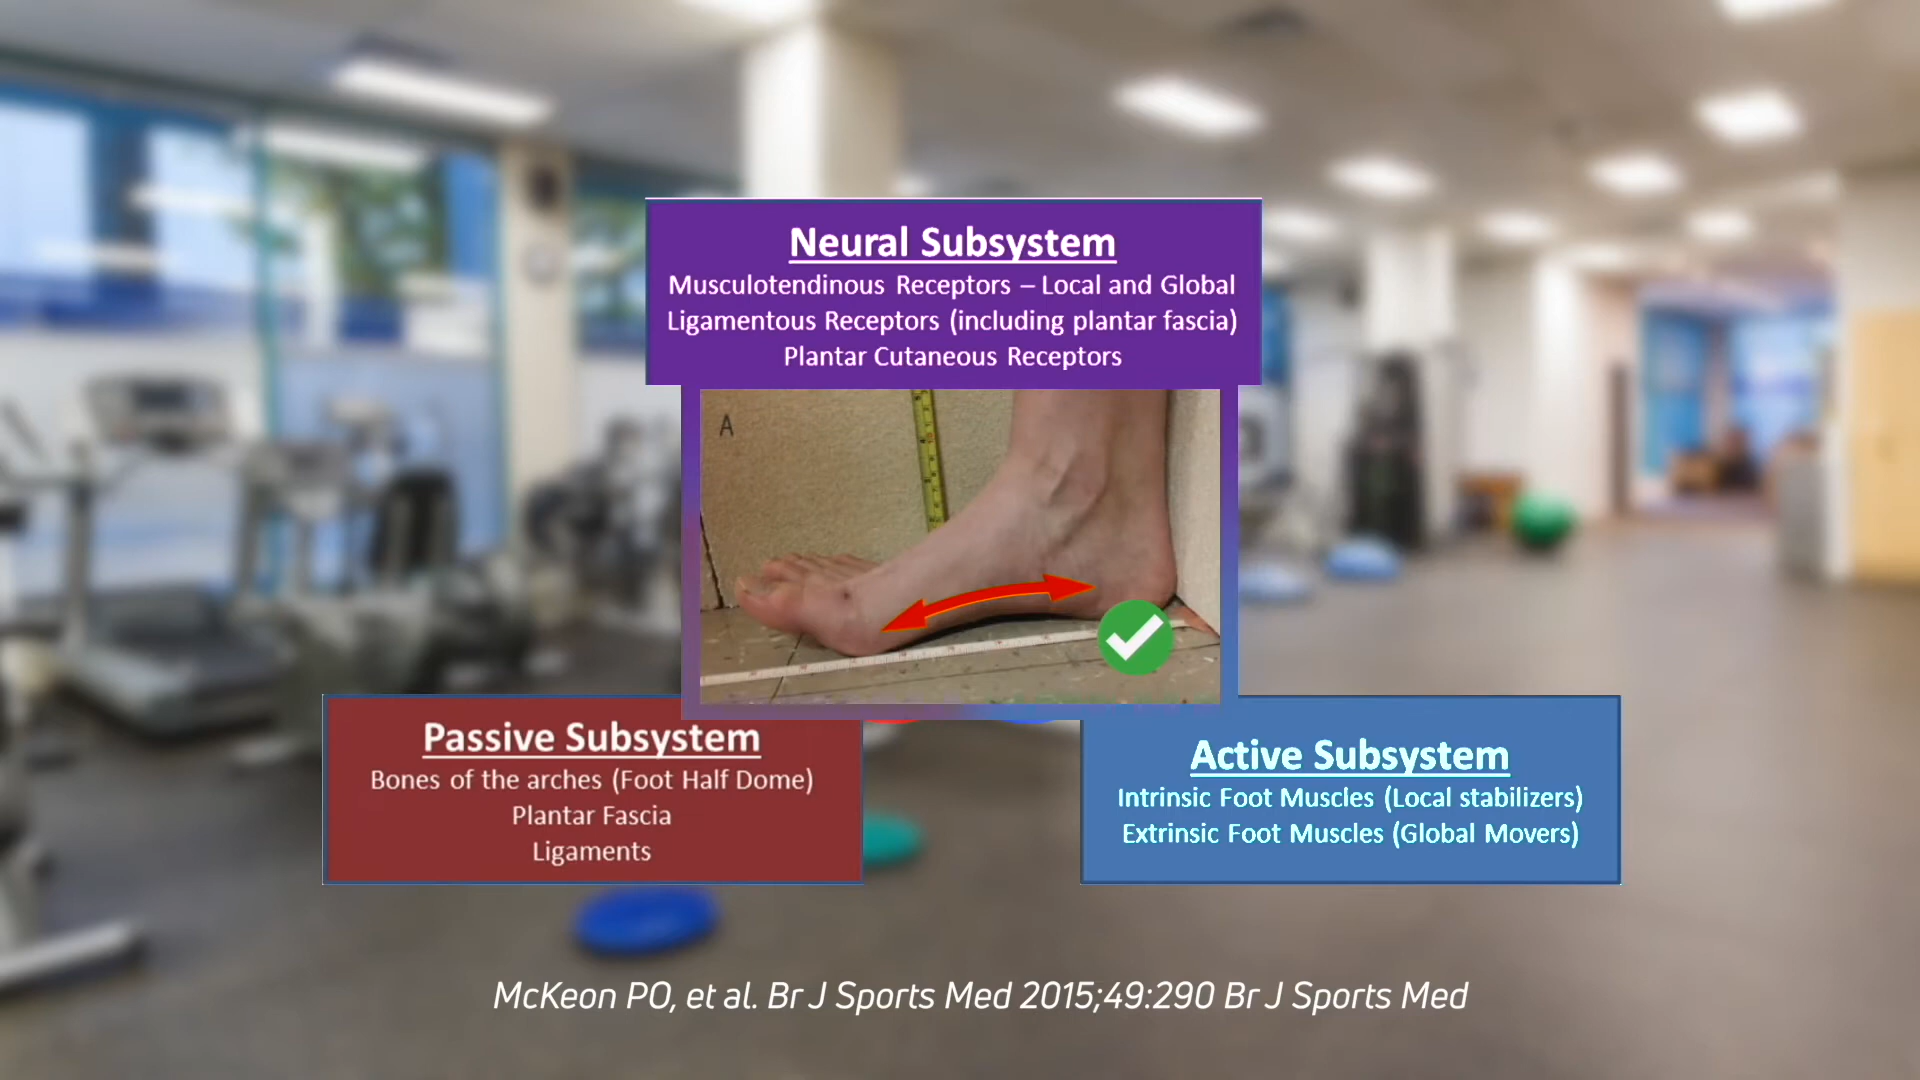 Neural Subsystem
Musculotendinous Receptors – Local and Global
Ligamentous Receptors (including plantar fascia)
Plantar Cutaneous Receptors
A
Passive Subsystem
Bones of the arches (Foot Half Dome)
Plantar Fascia
Ligaments
Active Subsystem
Intrinsic Foot Muscles (Local stabilizers)
Extrinsic Foot Muscles (Global Movers)
McKeon PO, et al. Br J Sports Med 2015;49:290 Br J Sports Med